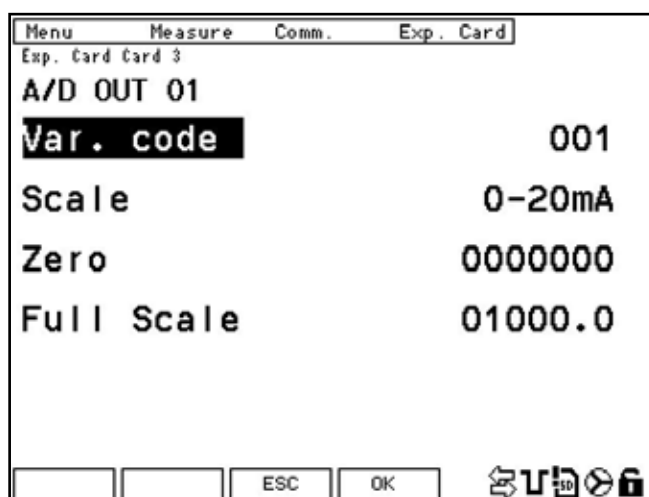 Menu Measure Comm. Exp. Card
Exp. Card Card 3
A/D OUT 01
Var. code 001
Scale 0-20mA
Zero 0000000
Full Scale 01000.0
ESC OK
SD